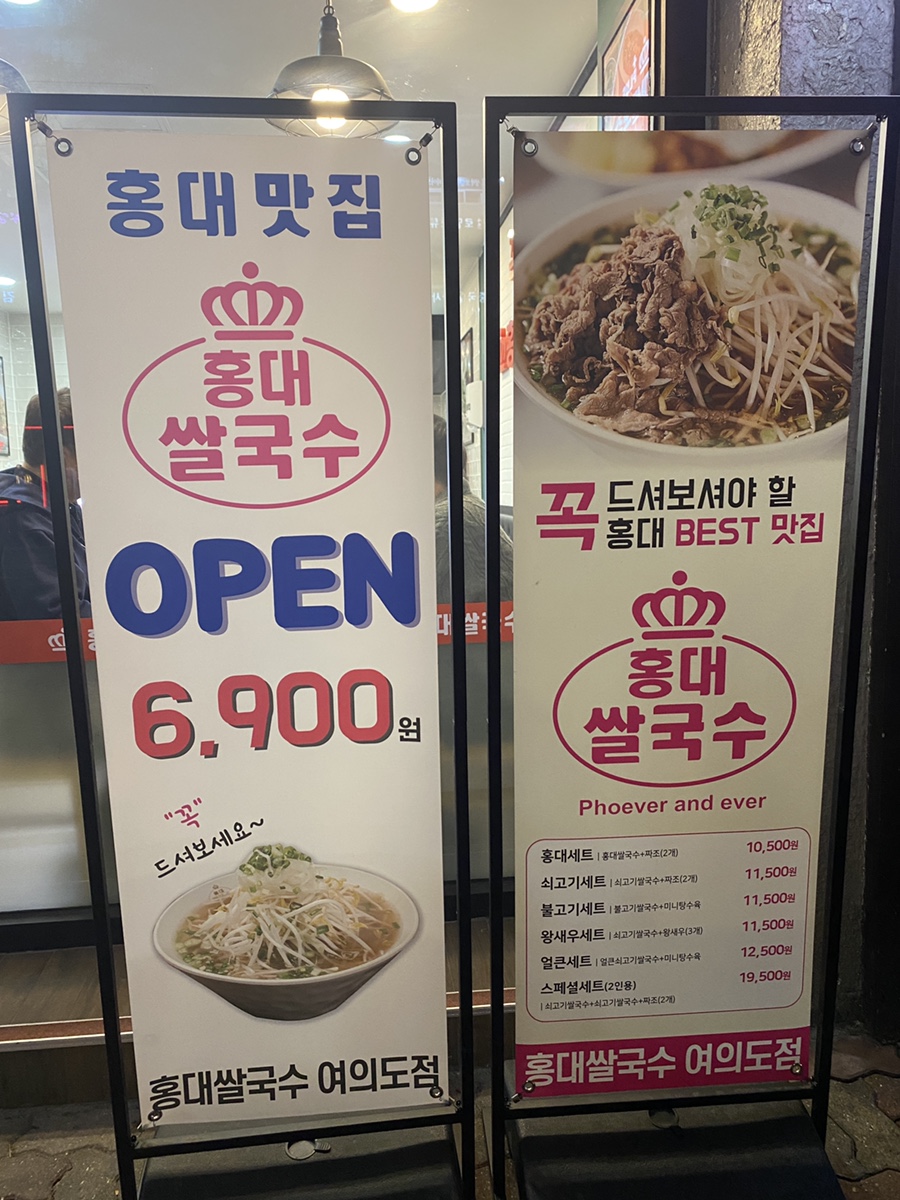 홍대 맛집
홍대
쌀국수
OPEN
6,900원
"꼭"
드셔보세요~
홍대쌀국수 여의도점
꼭 드셔보셔야 할
홍대 BEST 맛집
홍대
쌀국수
Phoever and ever
홍대세트 | 홍대쌀국수+짜조(2개) 10,500원
쇠고기세트 | 쇠고기쌀국수+짜조(2개) 11,500원
불고기세트 | 불고기쌀국수+미니탕수육 11,500원
왕새우세트 | 쇠고기쌀국수+왕새우(3개) 11,500원
얼큰세트 | 얼큰쇠고기쌀국수+미니탕수육 12,500원
스페셜세트(2인용) 19,500원
| 쇠고기쌀국수+쇠고기쌀국수+짜조(2개)
홍대쌀국수 여의도점